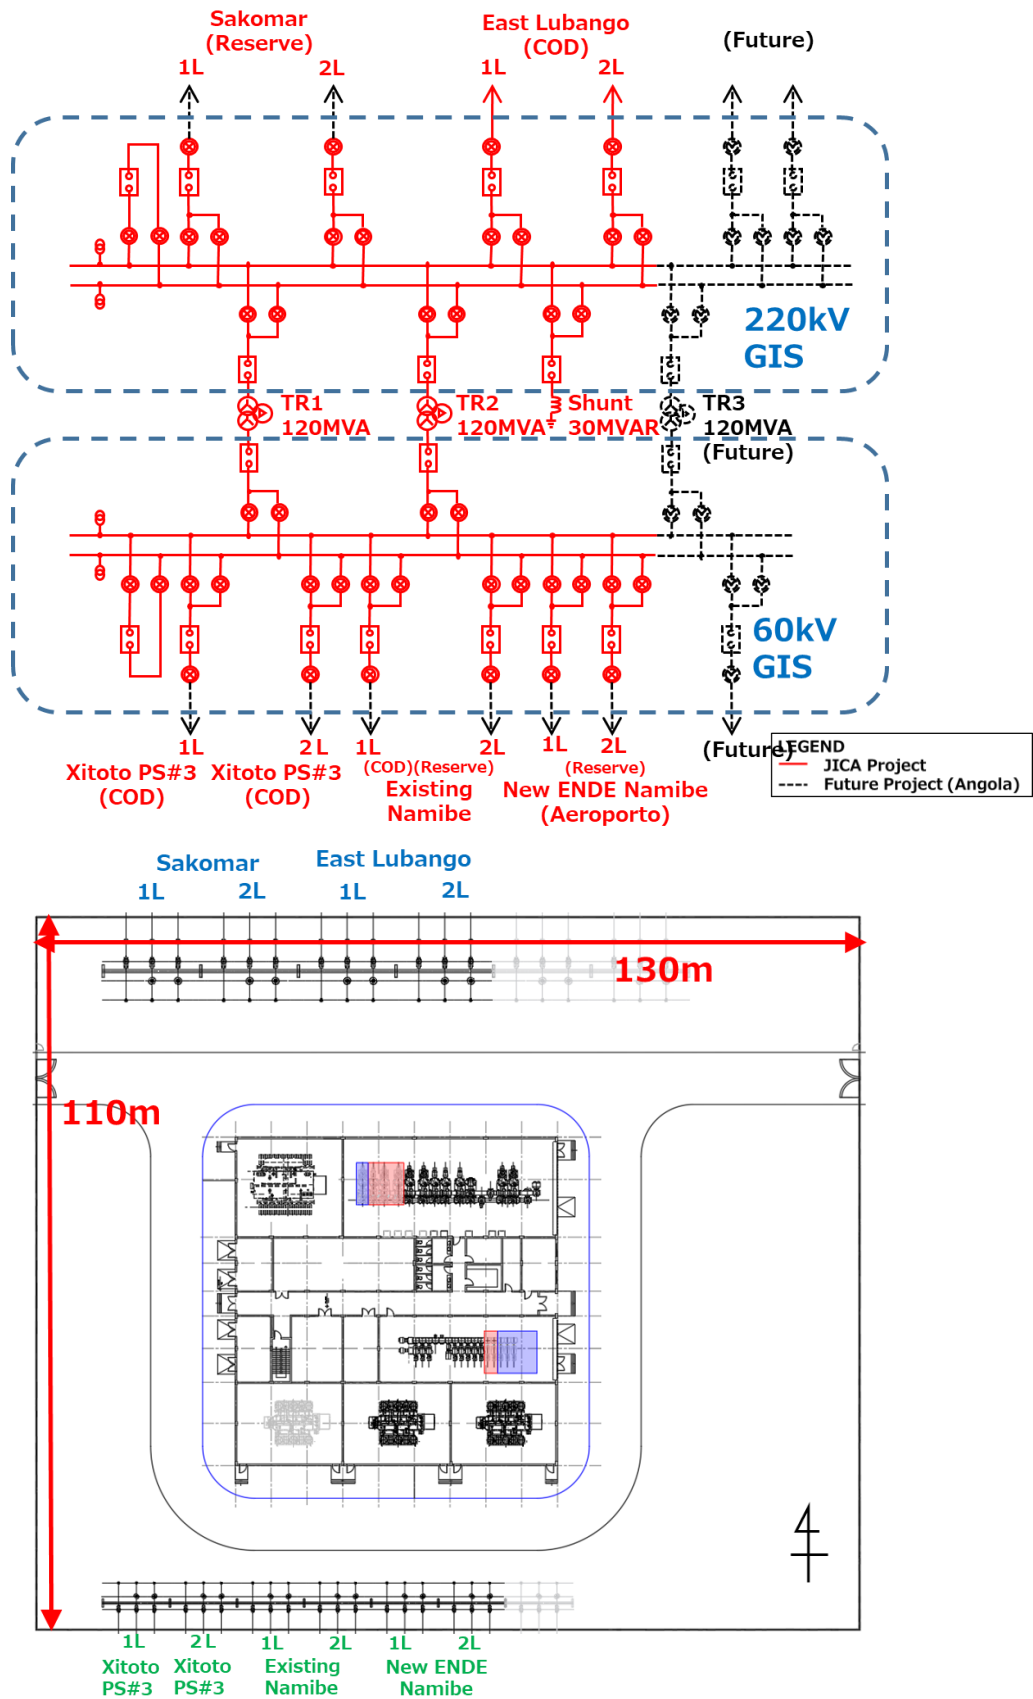 Sakomar
(Reserve)
East Lubango
(COD)
(Future)
1L
2L
1L
2L
220kV
GIS
TR1
120MVA
TR2
120MVA
Shunt
30MVAR
TR3
120MVA
(Future)
60kV
GIS
1L
2L
1L
2L
1L
2L
(Future)
Xitoto PS#3
(COD)
Xitoto PS#3
(COD)
(COD)(Reserve)
Existing
Namibe
(Reserve)
New ENDE Namibe
(Aeroporto)
LEGEND
JICA Project
Future Project (Angola)
Sakomar
East Lubango
1L
2L
1L
2L
130m
110m
1L
2L
1L
2L
1L
2L
Xitoto
PS#3
Xitoto
PS#3
Existing
Namibe
New ENDE
Namibe